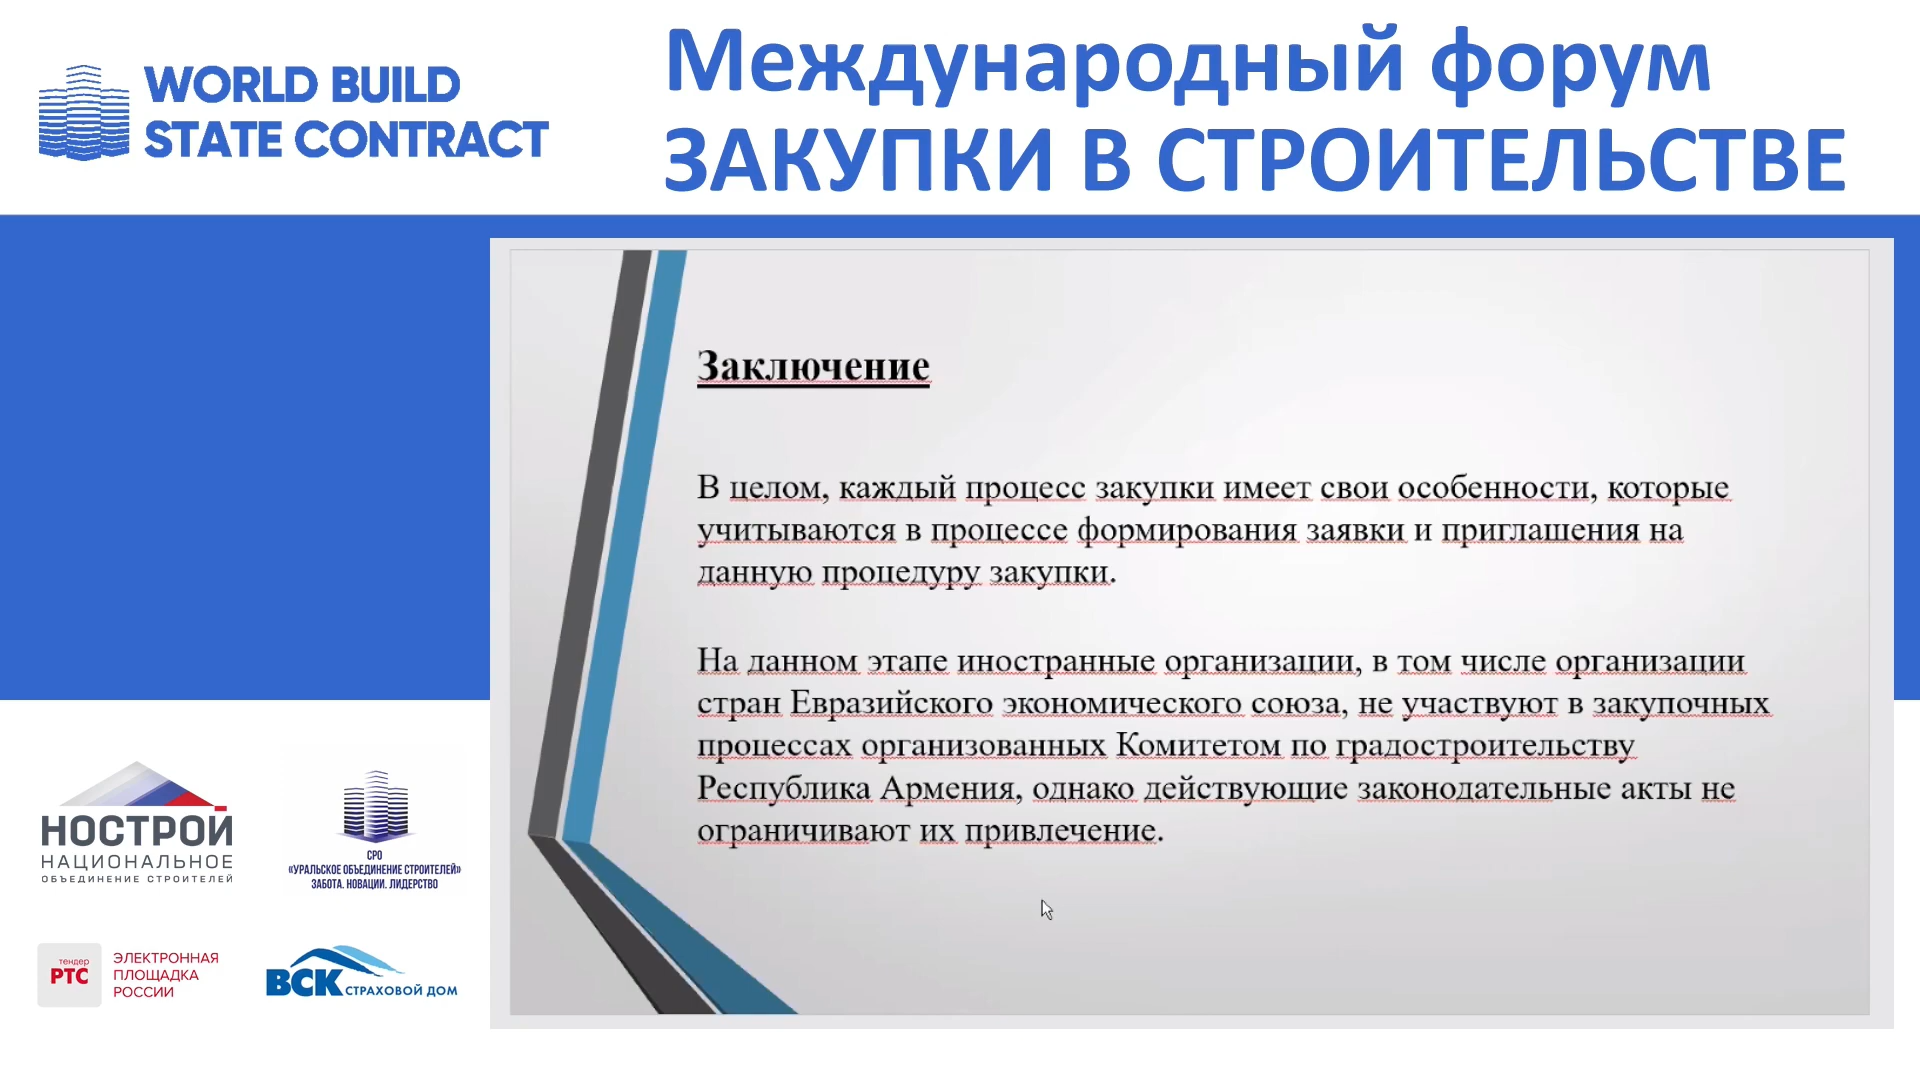 WORLD BUILD
STATE CONTRACT
Международный форум
ЗАКУПКИ В СТРОИТЕЛЬСТВЕ
Заключение
В целом, каждый процесс закупки имеет свои особенности, которые
учитываются в процессе формирования заявки и приглашения на
данную процедуру закупки.
На данном этапе иностранные организации, в том числе организации
стран Евразийского экономического союза, не участвуют в закупочных
процессах организованных Комитетом по градостроительству
Республика Армения, однако действующие законодательные акты не
ограничивают их привлечение.
НОСТРОЙ
НАЦИОНАЛЬНОЕ
ОБЪЕДИНЕНИЕ СТРОИТЕЛЕЙ
СРО
«УРАЛЬСКОЕ ОБЪЕДИНЕНИЕ СТРОИТЕЛЕЙ»
ЗАБОТА. НОВАЦИИ. ЛИДЕРСТВО
тендер
РТС
ЭЛЕКТРОННАЯ
ПЛОЩАДКА
РОССИИ
ВСК СТРАХОВОЙ ДОМ